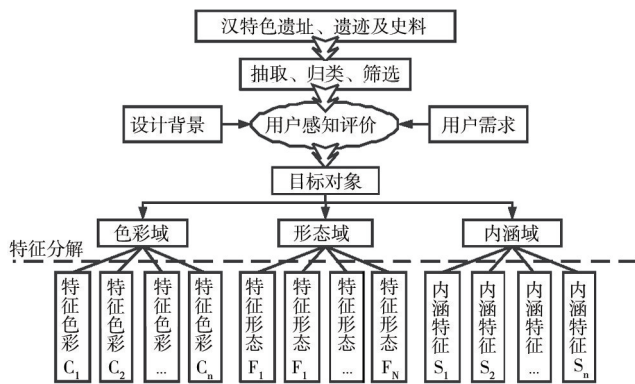 汉特色遗址、遗迹及史料
抽取、归类、筛选
设计背景
用户感知评价
用户需求
目标对象
色彩域
形态域
内涵域
特征分解
特征色彩C1
特征色彩C2
特征色彩...
特征色彩Cn
特征形态F1
特征形态F1
特征形态...
特征形态FN
内涵特征S1
内涵特征S2
内涵特征...
内涵特征Sn